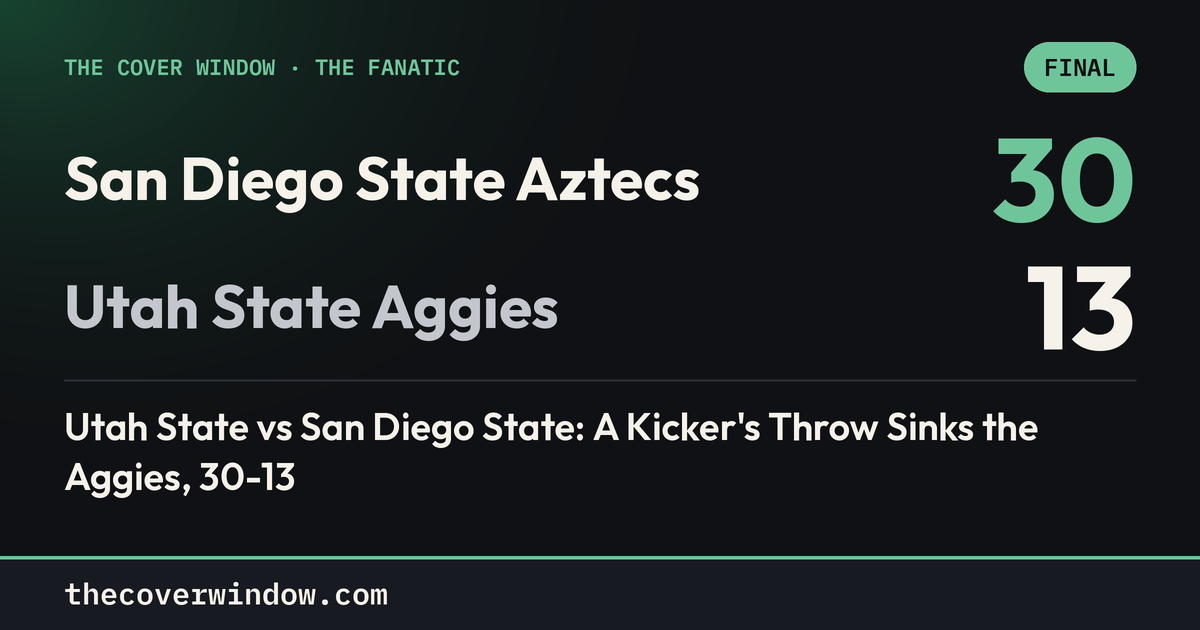 THE COVER WINDOW · THE FANATIC
FINAL
San Diego State Aztecs 30
Utah State Aggies 13
Utah State vs San Diego State: A Kicker's Throw Sinks the
Aggies, 30-13
thecoverwindow.com